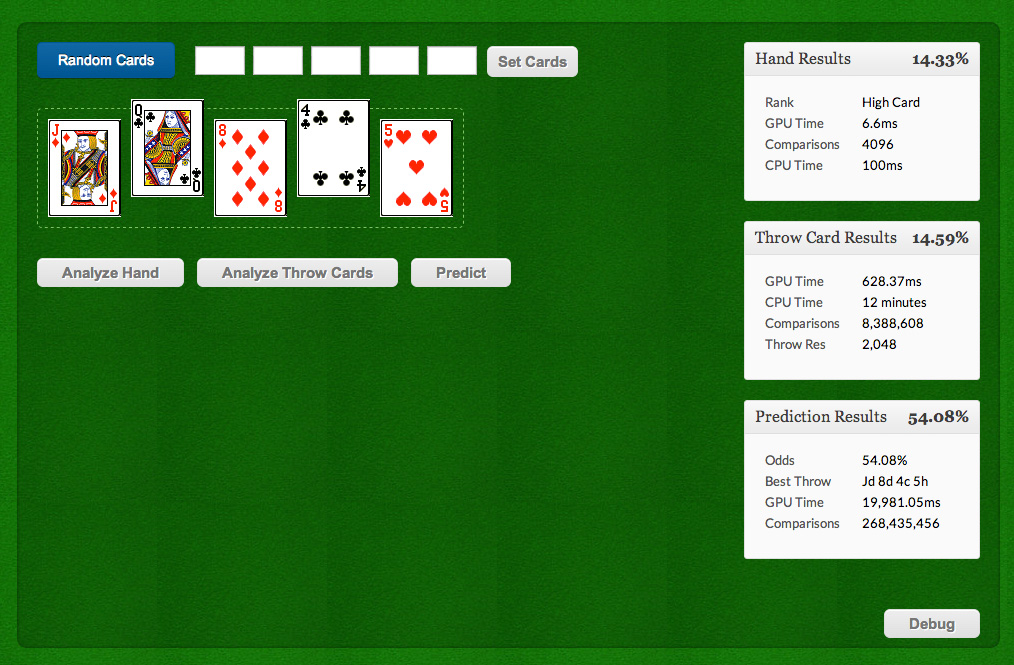 Random Cards
Set Cards
J
J
Q
Q
8
8
4
4
5
5
Analyze Hand
Analyze Throw Cards
Predict
Hand Results 14.33%
Rank High Card
GPU Time 6.6ms
Comparisons 4096
CPU Time 100ms
Throw Card Results 14.59%
GPU Time 628.37ms
CPU Time 12 minutes
Comparisons 8,388,608
Throw Res 2,048
Prediction Results 54.08%
Odds 54.08%
Best Throw Jd 8d 4c 5h
GPU Time 19,981.05ms
Comparisons 268,435,456
Debug